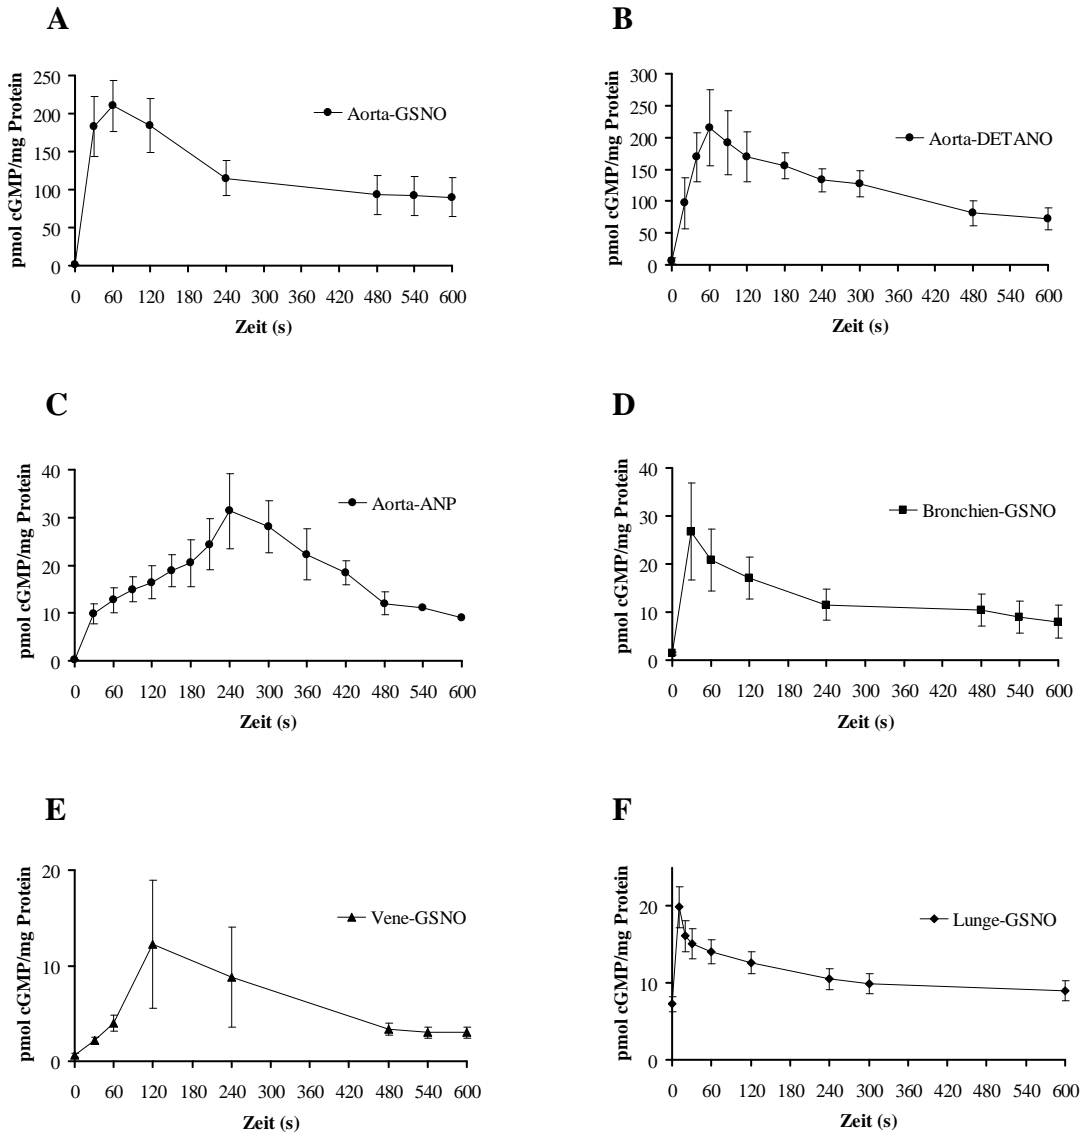 A
pmol cGMP/mg Protein
250
200
150
100
50
0
Aorta-GSNO
0 60 120 180 240 300 360 420 480 540 600
Zeit (s)
B
pmol cGMP/mg Protein
300
250
200
150
100
50
0
Aorta-DETANO
0 60 120 180 240 300 360 420 480 540 600
Zeit (s)
C
pmol cGMP/mg Protein
40
30
20
10
0
Aorta-ANP
0 60 120 180 240 300 360 420 480 540 600
Zeit (s)
D
pmol cGMP/mg Protein
40
30
20
10
0
Bronchien-GSNO
0 60 120 180 240 300 360 420 480 540 600
Zeit (s)
E
pmol cGMP/mg Protein
20
10
0
Vene-GSNO
0 60 120 180 240 300 360 420 480 540 600
Zeit (s)
F
pmol cGMP/mg Protein
20
10
0
Lunge-GSNO
0 60 120 180 240 300 360 420 480 540 600
Zeit (s)